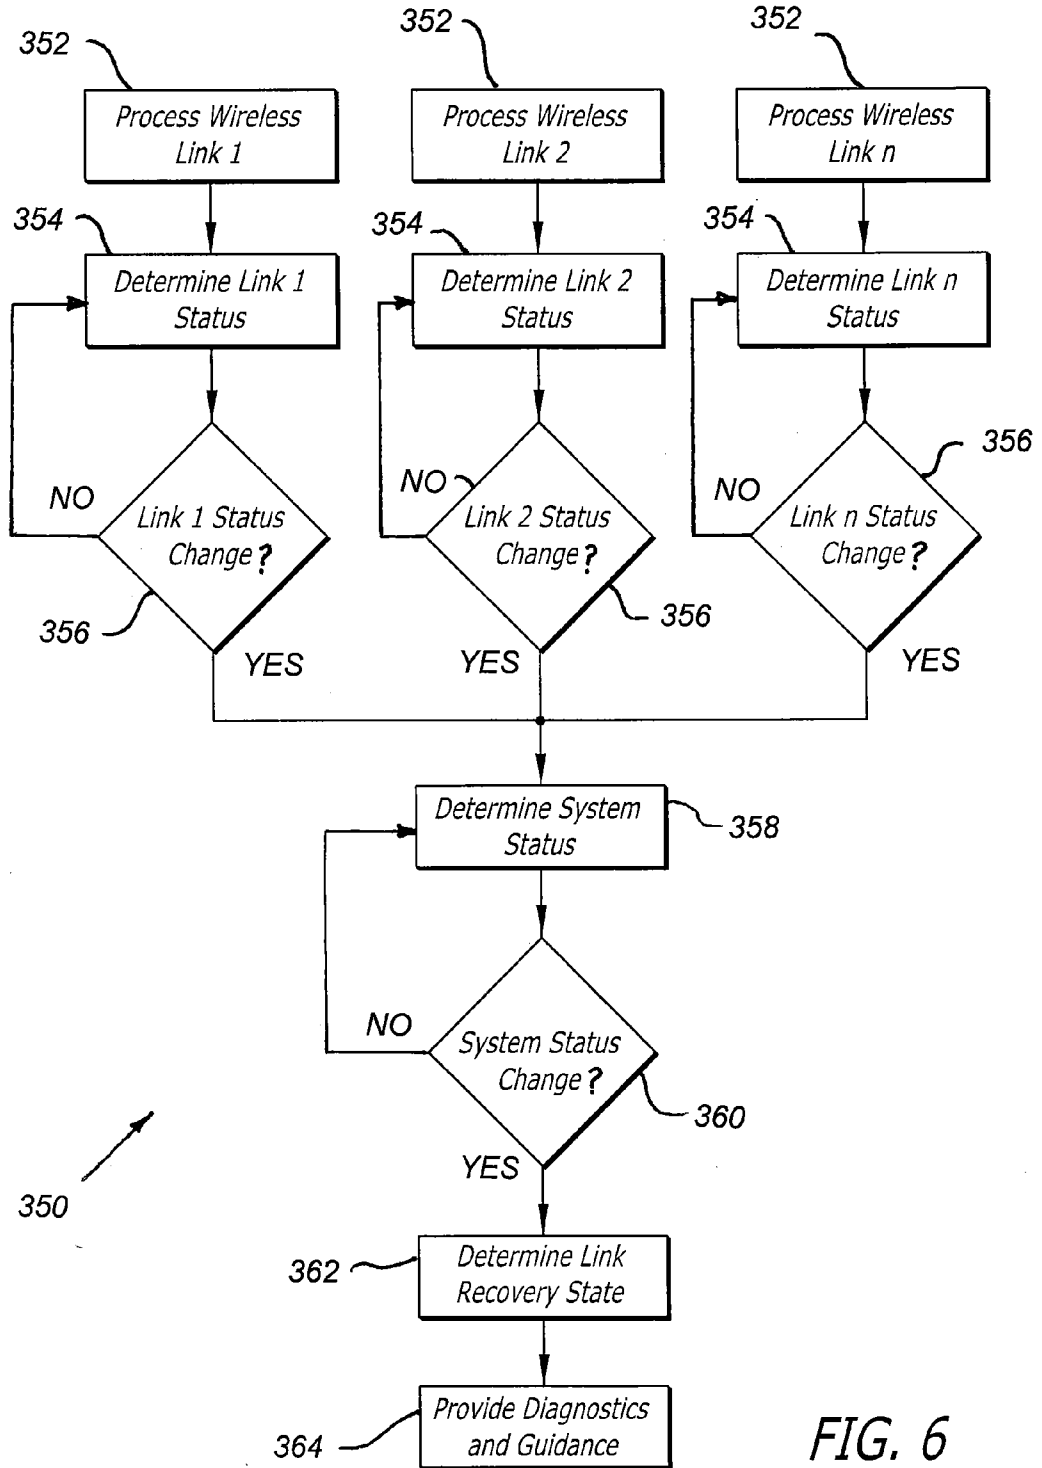 352
352
352
Process Wireless
Link 1
Process Wireless
Link 2
Process Wireless
Link n
354
354
354
Determine Link 1
Status
Determine Link 2
Status
Determine Link n
Status
356
NO
NO
NO
Link 1 Status
Change?
Link 2 Status
Change?
Link n Status
Change?
356
356
YES
YES
YES
Determine System
Status
358
NO
System Status
Change?
360
YES
350
362
Determine Link
Recovery State
364
Provide Diagnostics
and Guidance
FIG. 6